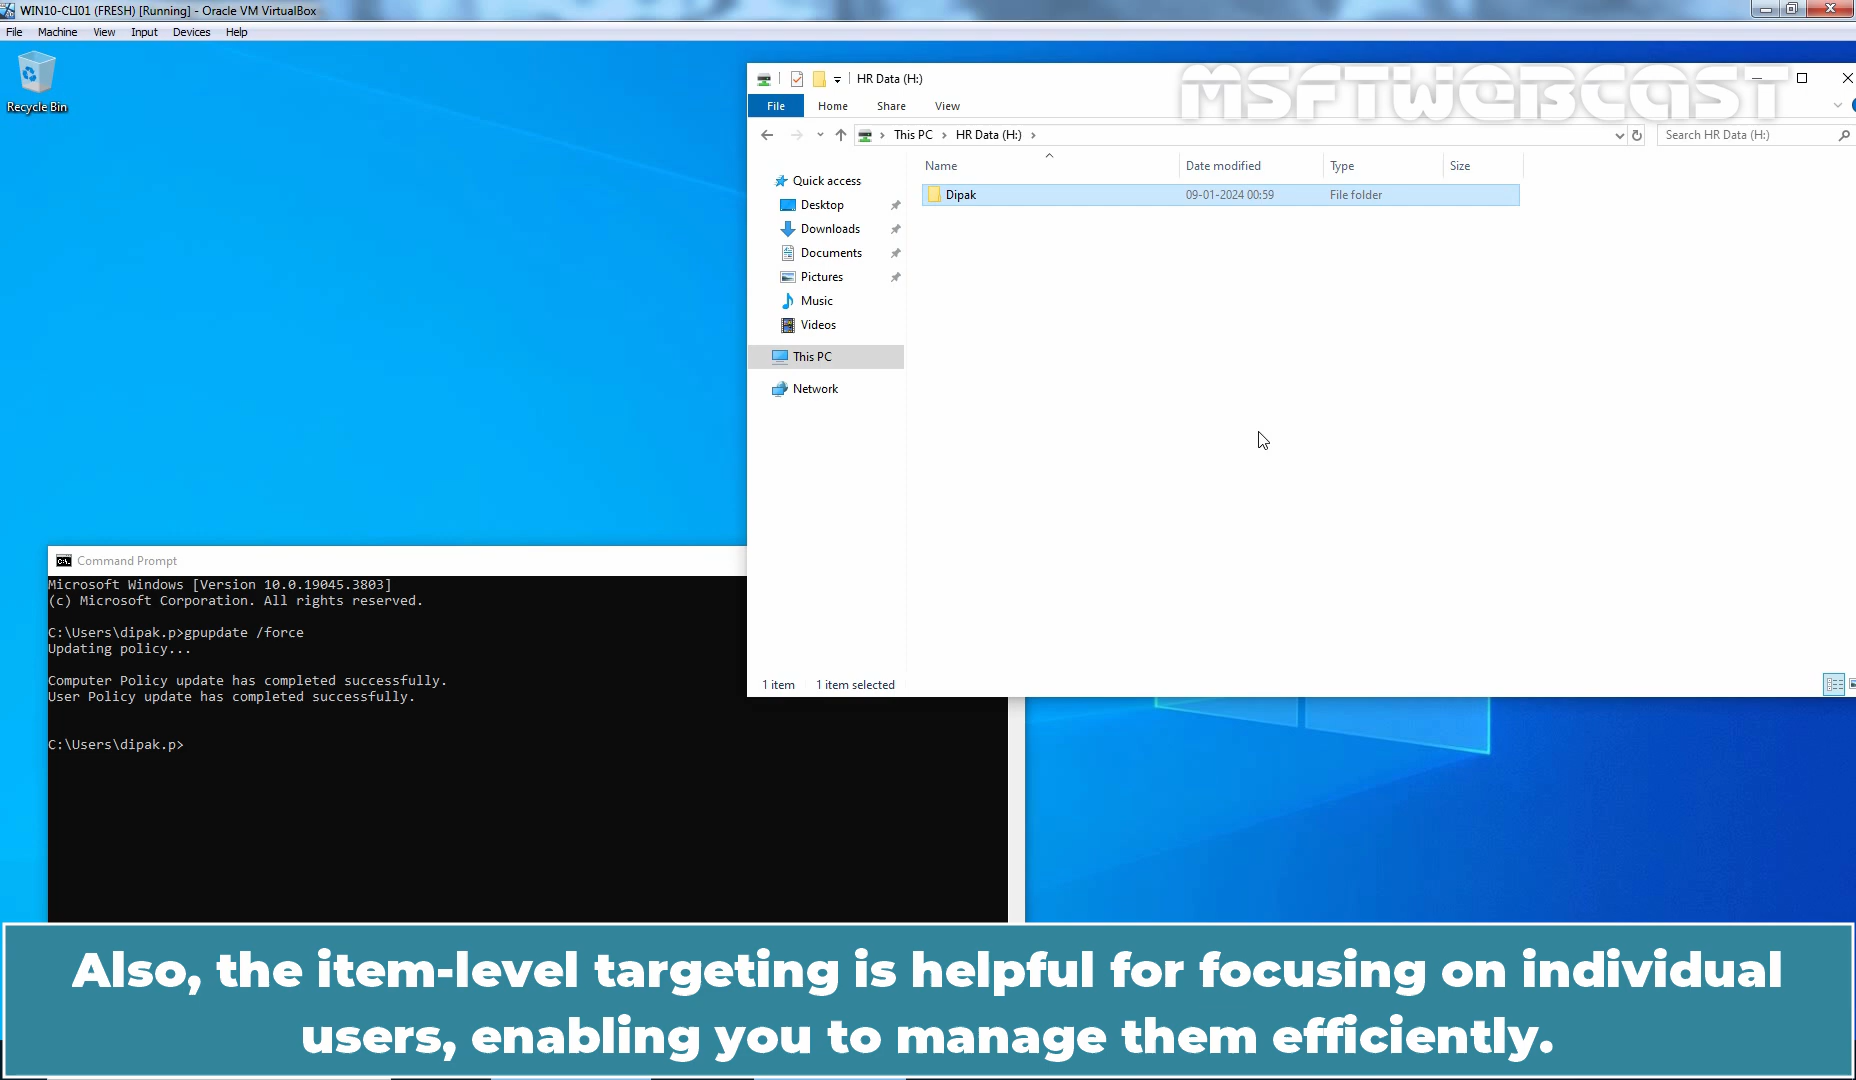 WIN10-CLI01 (FRESH) [Running] - Oracle VM VirtualBox
File Machine View Input Devices Help
Recycle Bin
HR Data (H:)
MSFTWEBCAST
File Home Share View
This PC HR Data (H:)
Search HR Data (H:)
Name Date modified Type Size
Dipak 09-01-2024 00:59 File folder
Quick access
Desktop
Downloads
Documents
Pictures
Music
Videos
This PC
Network
1 item 1 item selected
Command Prompt
Microsoft Windows [Version 10.0.19045.3803]
(c) Microsoft Corporation. All rights reserved.
C:\Users\dipak.p>gpupdate /force
Updating policy...
Computer Policy update has completed successfully.
User Policy update has completed successfully.
C:\Users\dipak.p>
Also, the item-level targeting is helpful for focusing on individual
users, enabling you to manage them efficiently.